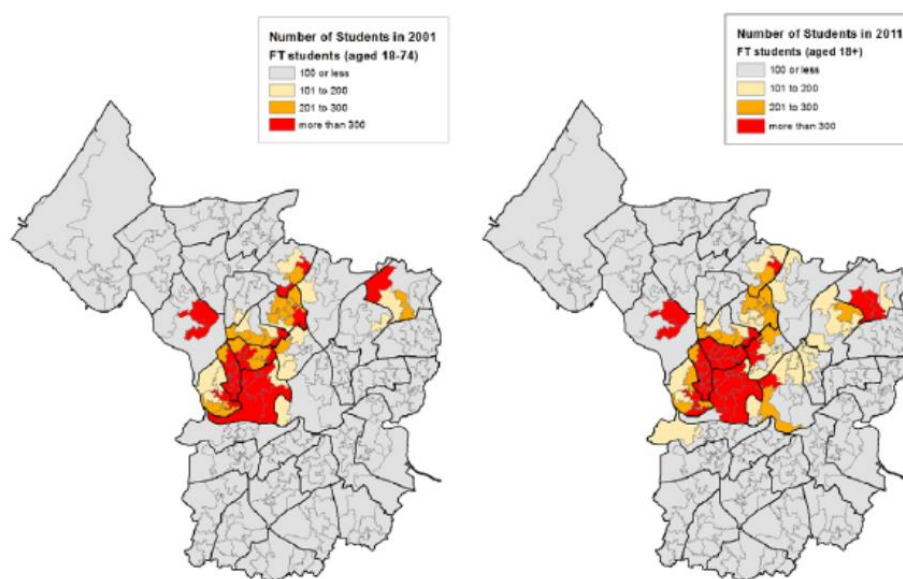 Number of Students in 2001
FT students (aged 18-74)
100 or less
101 to 200
201 to 300
more than 300
Number of Students in 2011
FT students (aged 18+)
100 or less
101 to 200
201 to 300
more than 300